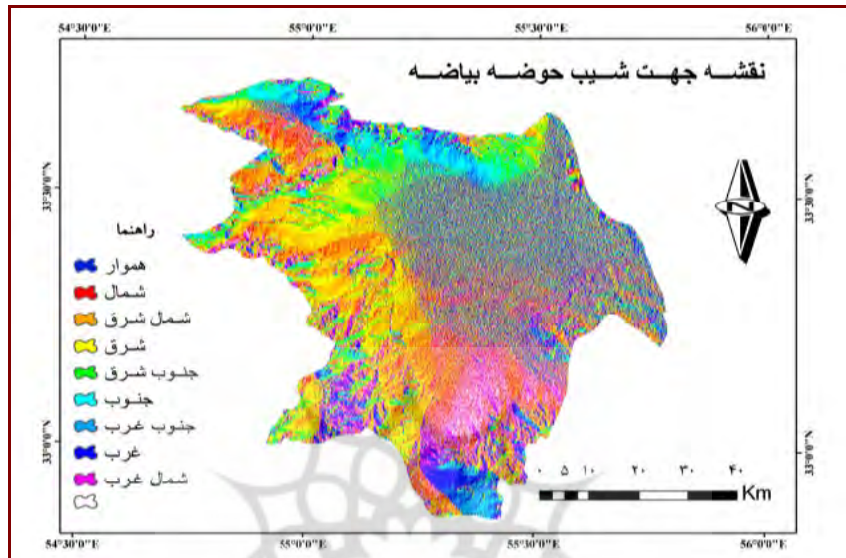 54°30'0"E 55°0'0"E 55°30'0"E 56°0'0"E
نقشه جهت شیب حوضه بیاضه
33°30'0"N 33°30'0"N
N
راهنما
هموار
شمال
شمال شرق
شرق
جنوب شرق
جنوب
جنوب غرب
غرب
شمال غرب
33°0'0"N 33°0'0"N
۰ ۵ ۱۰ ۲۰ ۳۰ ۴۰
Km
54°30'0"E 55°0'0"E 55°30'0"E 56°0'0"E